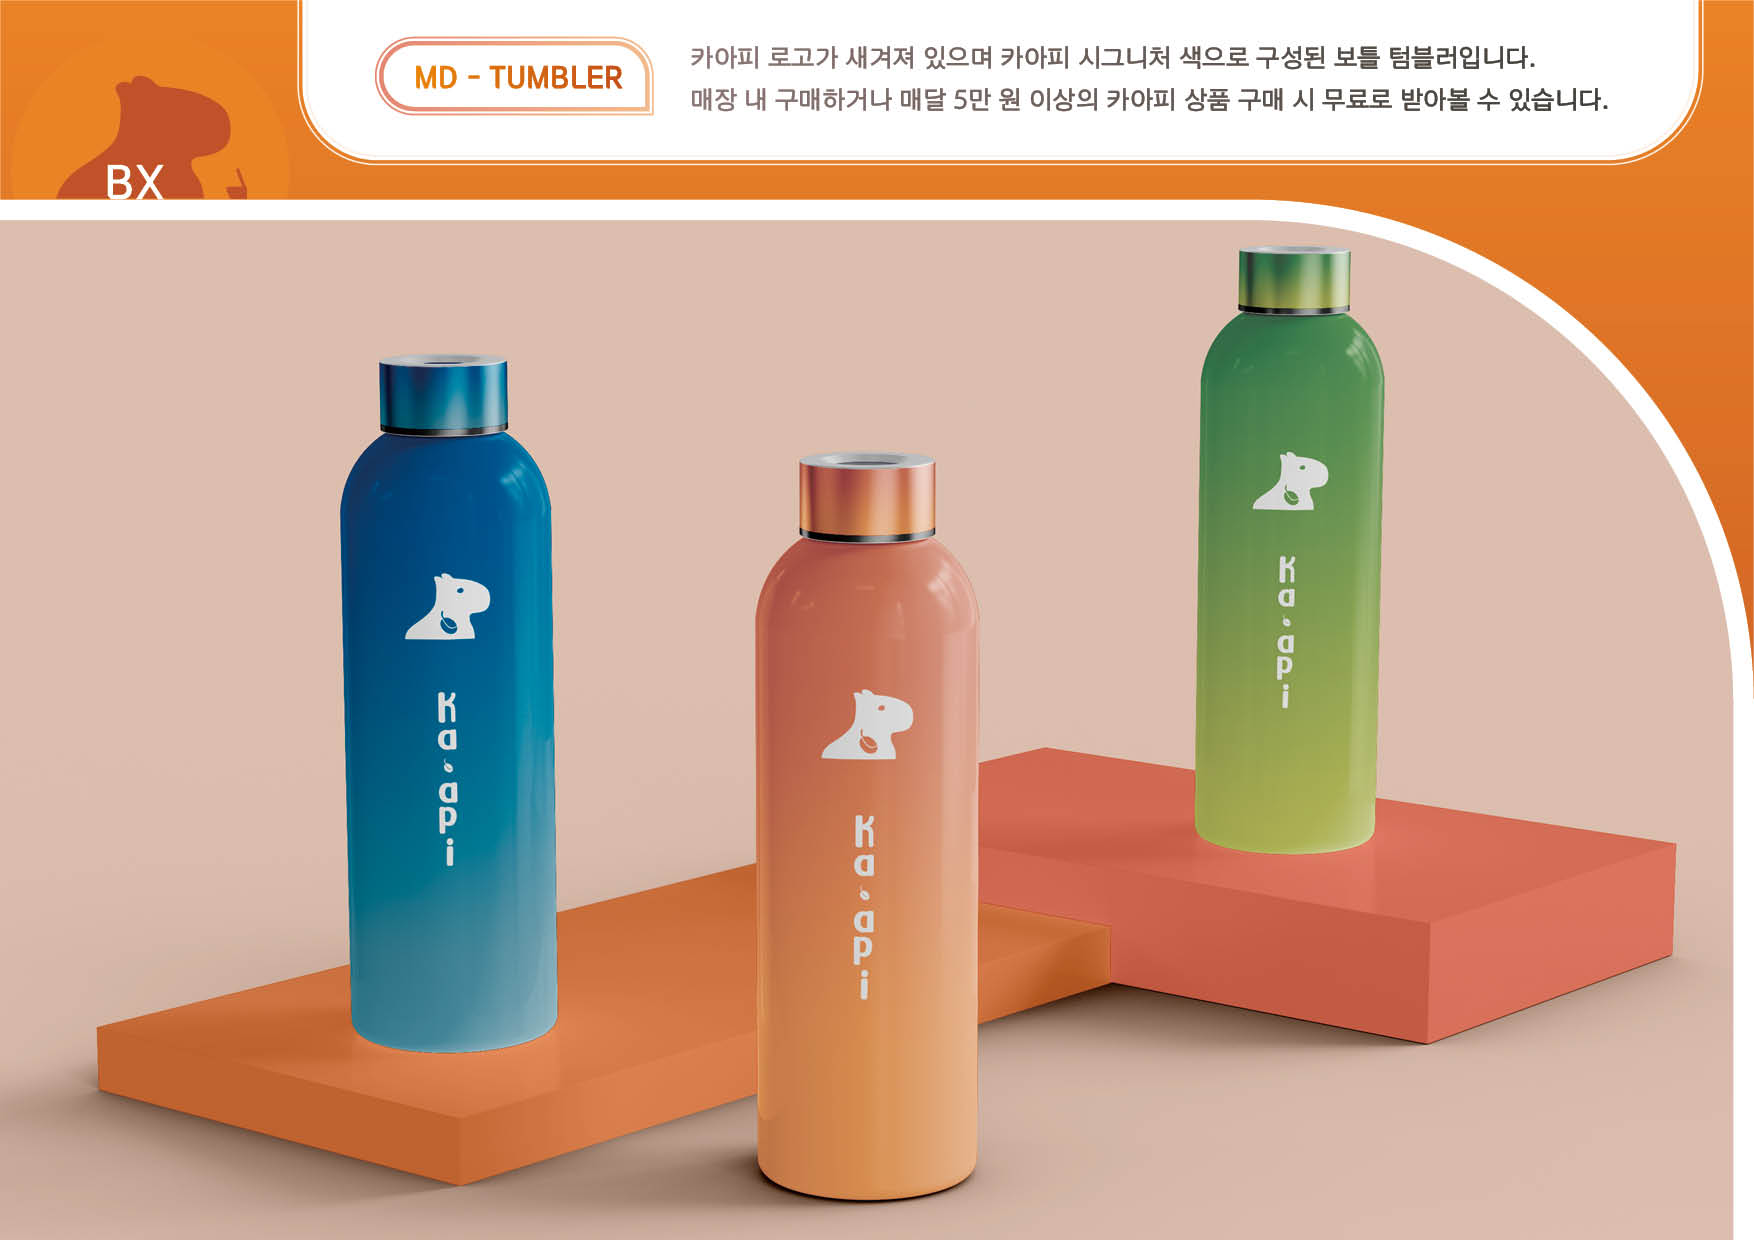 MD - TUMBLER
카아피 로고가 새겨져 있으며 카아피 시그니처 색으로 구성된 보틀 텀블러입니다.
매장 내 구매하거나 매달 5만 원 이상의 카아피 상품 구매 시 무료로 받아볼 수 있습니다.
BX
Ka api
Ka api
Ka api